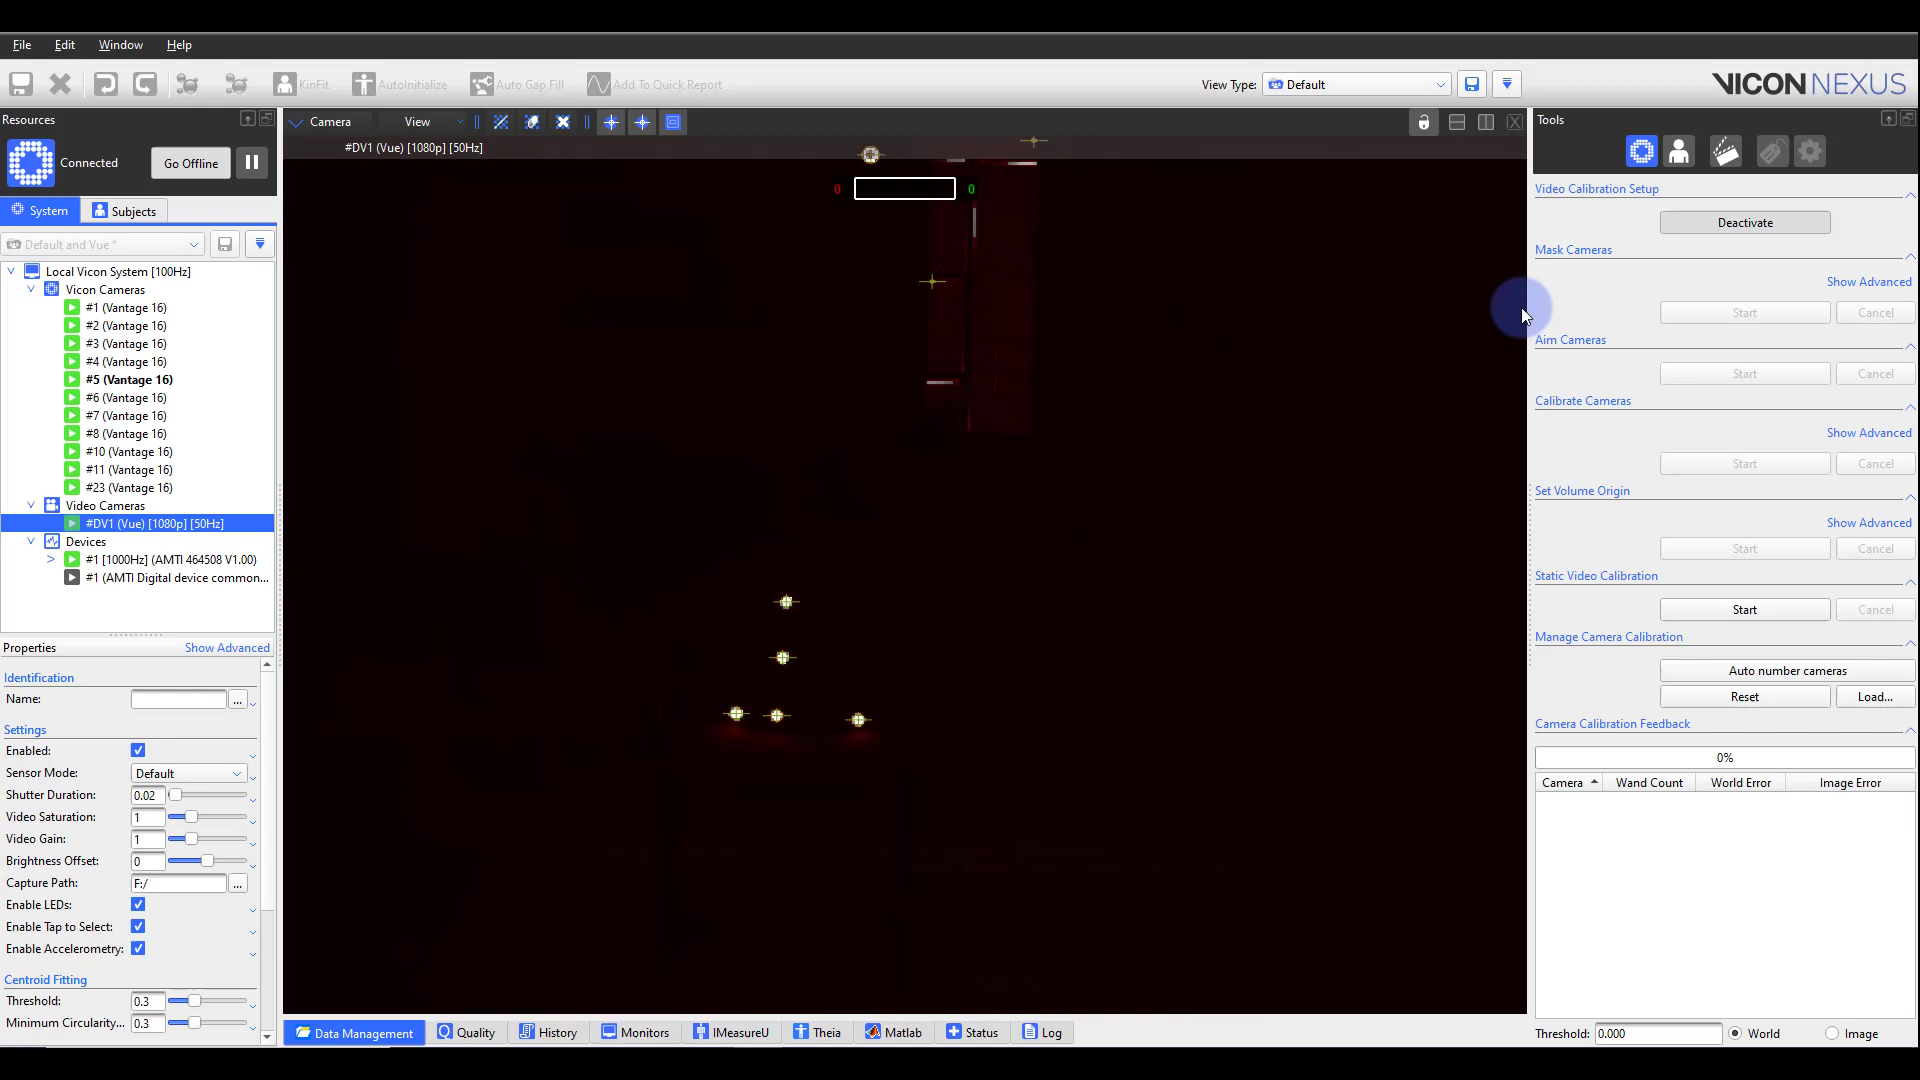 File Edit Window Help
KinFit AutoInitialize Auto Gap Fill Add To Quick Report View Type: Default VICON NEXUS
Resources
Connected Go Offline
System Subjects
Default and Vue *
Local Vicon System [100Hz]
Vicon Cameras
#1 (Vantage 16)
#2 (Vantage 16)
#3 (Vantage 16)
#4 (Vantage 16)
#5 (Vantage 16)
#6 (Vantage 16)
#7 (Vantage 16)
#8 (Vantage 16)
#10 (Vantage 16)
#11 (Vantage 16)
#23 (Vantage 16)
Video Cameras
#DV1 (Vue) [1080p] [50Hz]
Devices
#1 [1000Hz] (AMTI 464508 V1.00)
#1 (AMTI Digital device common...
Properties Show Advanced
Identification
Name: ...
Settings
Enabled:
Sensor Mode: Default
Shutter Duration: 0.02
Video Saturation: 1
Video Gain: 1
Brightness Offset: 0
Capture Path: F:/ ...
Enable LEDs:
Enable Tap to Select:
Enable Accelerometry:
Centroid Fitting
Threshold: 0.3
Minimum Circularity... 0.3
Camera View
#DV1 (Vue) [1080p] [50Hz]
0 0
Data Management Quality History Monitors IMeasureU Theia Matlab Status Log
Tools
Video Calibration Setup
Deactivate
Mask Cameras
Show Advanced
Start Cancel
Aim Cameras
Start Cancel
Calibrate Cameras
Show Advanced
Start Cancel
Set Volume Origin
Show Advanced
Start Cancel
Static Video Calibration
Start Cancel
Manage Camera Calibration
Auto number cameras
Reset Load...
Camera Calibration Feedback
0%
Camera Wand Count World Error Image Error
Threshold: 0.000 World Image